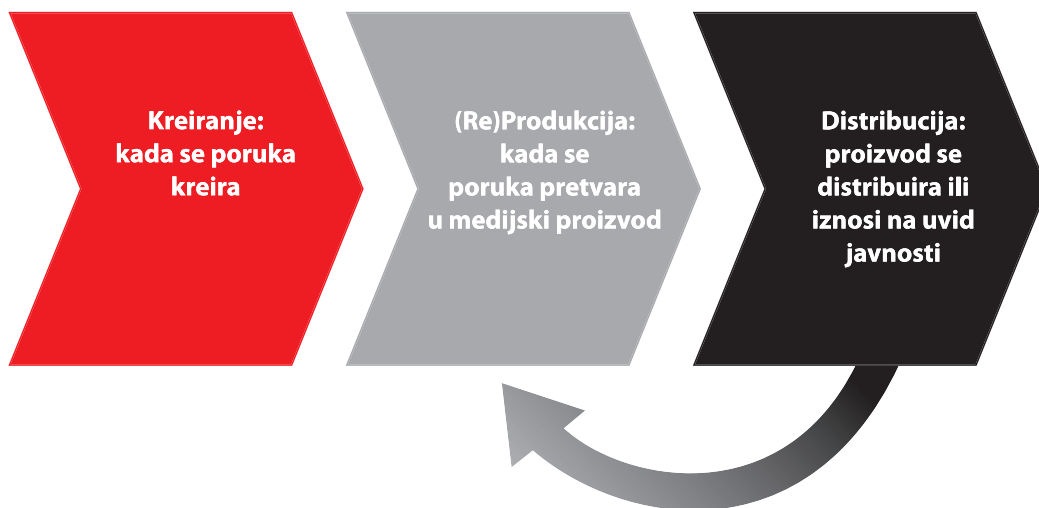 Kreiranje:
kada se poruka
kreira
(Re)Produkcija:
kada se
poruka pretvara
u medijski proizvod
Distribucija:
proizvod se
distribuira ili
iznosi na uvid
javnosti